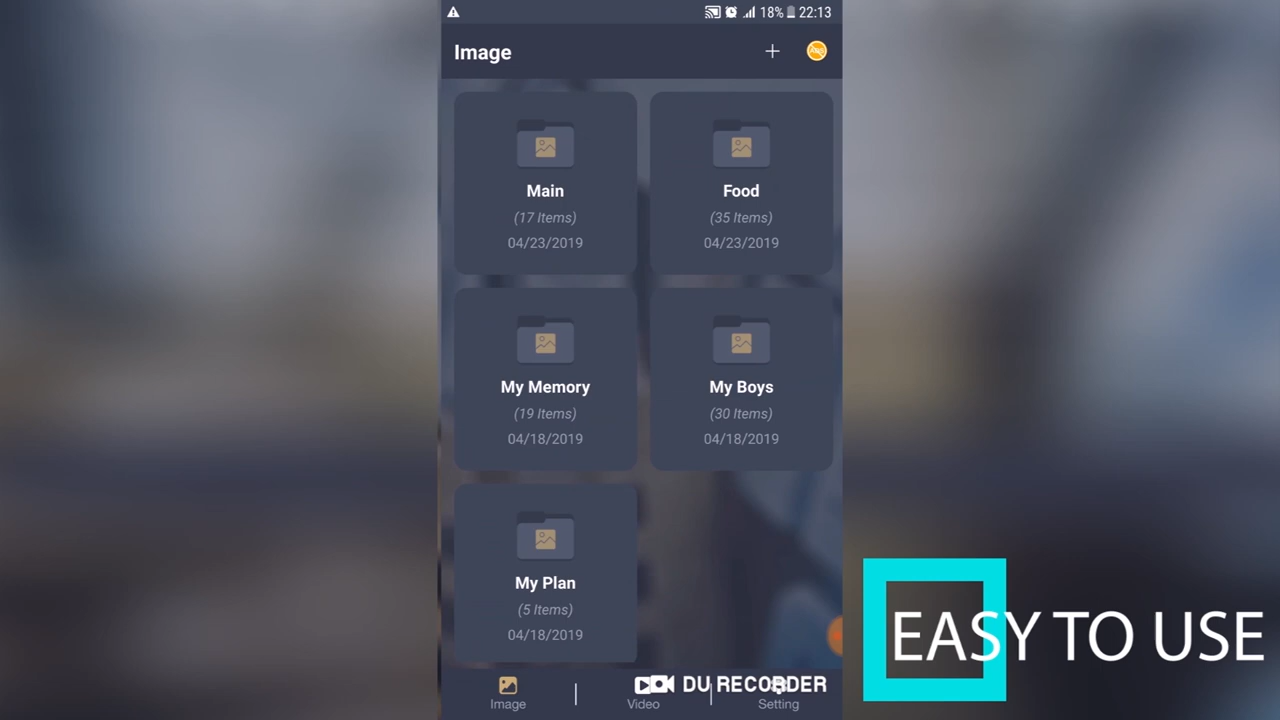 18% 22:13
Image
Main
(17 Items)
04/23/2019
Food
(35 Items)
04/23/2019
My Memory
(19 Items)
04/18/2019
My Boys
(30 Items)
04/18/2019
My Plan
(5 Items)
04/18/2019
EASY TO USE
DU RECORDER
Image
Video
Setting